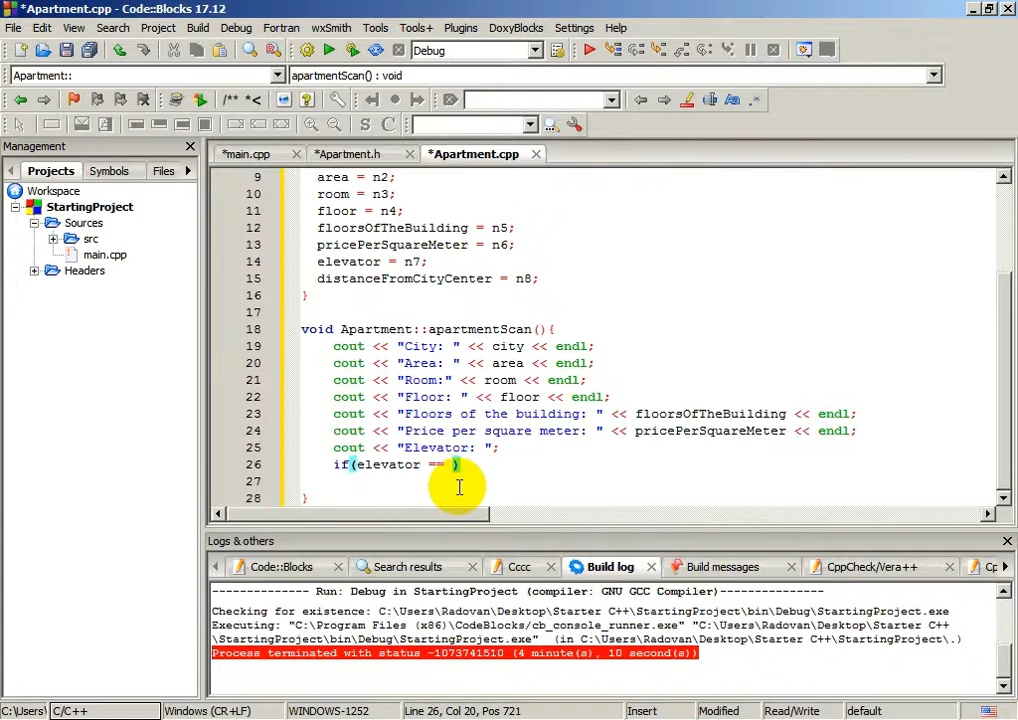 *Apartment.cpp - Code::Blocks 17.12
File Edit View Search Project Build Debug Fortran wxSmith Tools Tools+ Plugins DoxyBlocks Settings Help
Debug
Apartment:: apartmentScan() : void
/** *<
S C
Management
Projects Symbols Files
Workspace
StartingProject
Sources
src
main.cpp
Headers
*main.cpp *Apartment.h *Apartment.cpp
9 area = n2;
10 room = n3;
11 floor = n4;
12 floorsOfTheBuilding = n5;
13 pricePerSquareMeter = n6;
14 elevator = n7;
15 distanceFromCityCenter = n8;
16 }
17
18 void Apartment::apartmentScan(){
19 cout << "City: " << city << endl;
20 cout << "Area: " << area << endl;
21 cout << "Room:" << room << endl;
22 cout << "Floor: " << floor << endl;
23 cout << "Floors of the building: " << floorsOfTheBuilding << endl;
24 cout << "Price per square meter: " << pricePerSquareMeter << endl;
25 cout << "Elevator: ";
26 if(elevator == )
27
28 }
Logs & others
Code::Blocks Search results Cccc Build log Build messages CppCheck/Vera++ Cp
-------------- Run: Debug in StartingProject (compiler: GNU GCC Compiler)---------------
Checking for existence: C:\Users\Radovan\Desktop\Starter C++\StartingProject\bin\Debug\StartingProject.exe
Executing: "C:\Program Files (x86)\CodeBlocks/cb_console_runner.exe" "C:\Users\Radovan\Desktop\Starter C++
\StartingProject\bin\Debug\StartingProject.exe" (in C:\Users\Radovan\Desktop\Starter C++\StartingProject\.)
Process terminated with status -1073741510 (4 minute(s), 10 second(s))
C:\Users\ C/C++ Windows (CR+LF) WINDOWS-1252 Line 26, Col 20, Pos 721 Insert Modified Read/Write default